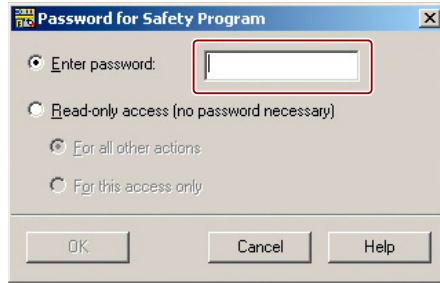 Password for Safety Program
Enter password:
Read-only access (no password necessary)
For all other actions
For this access only
OK Cancel Help